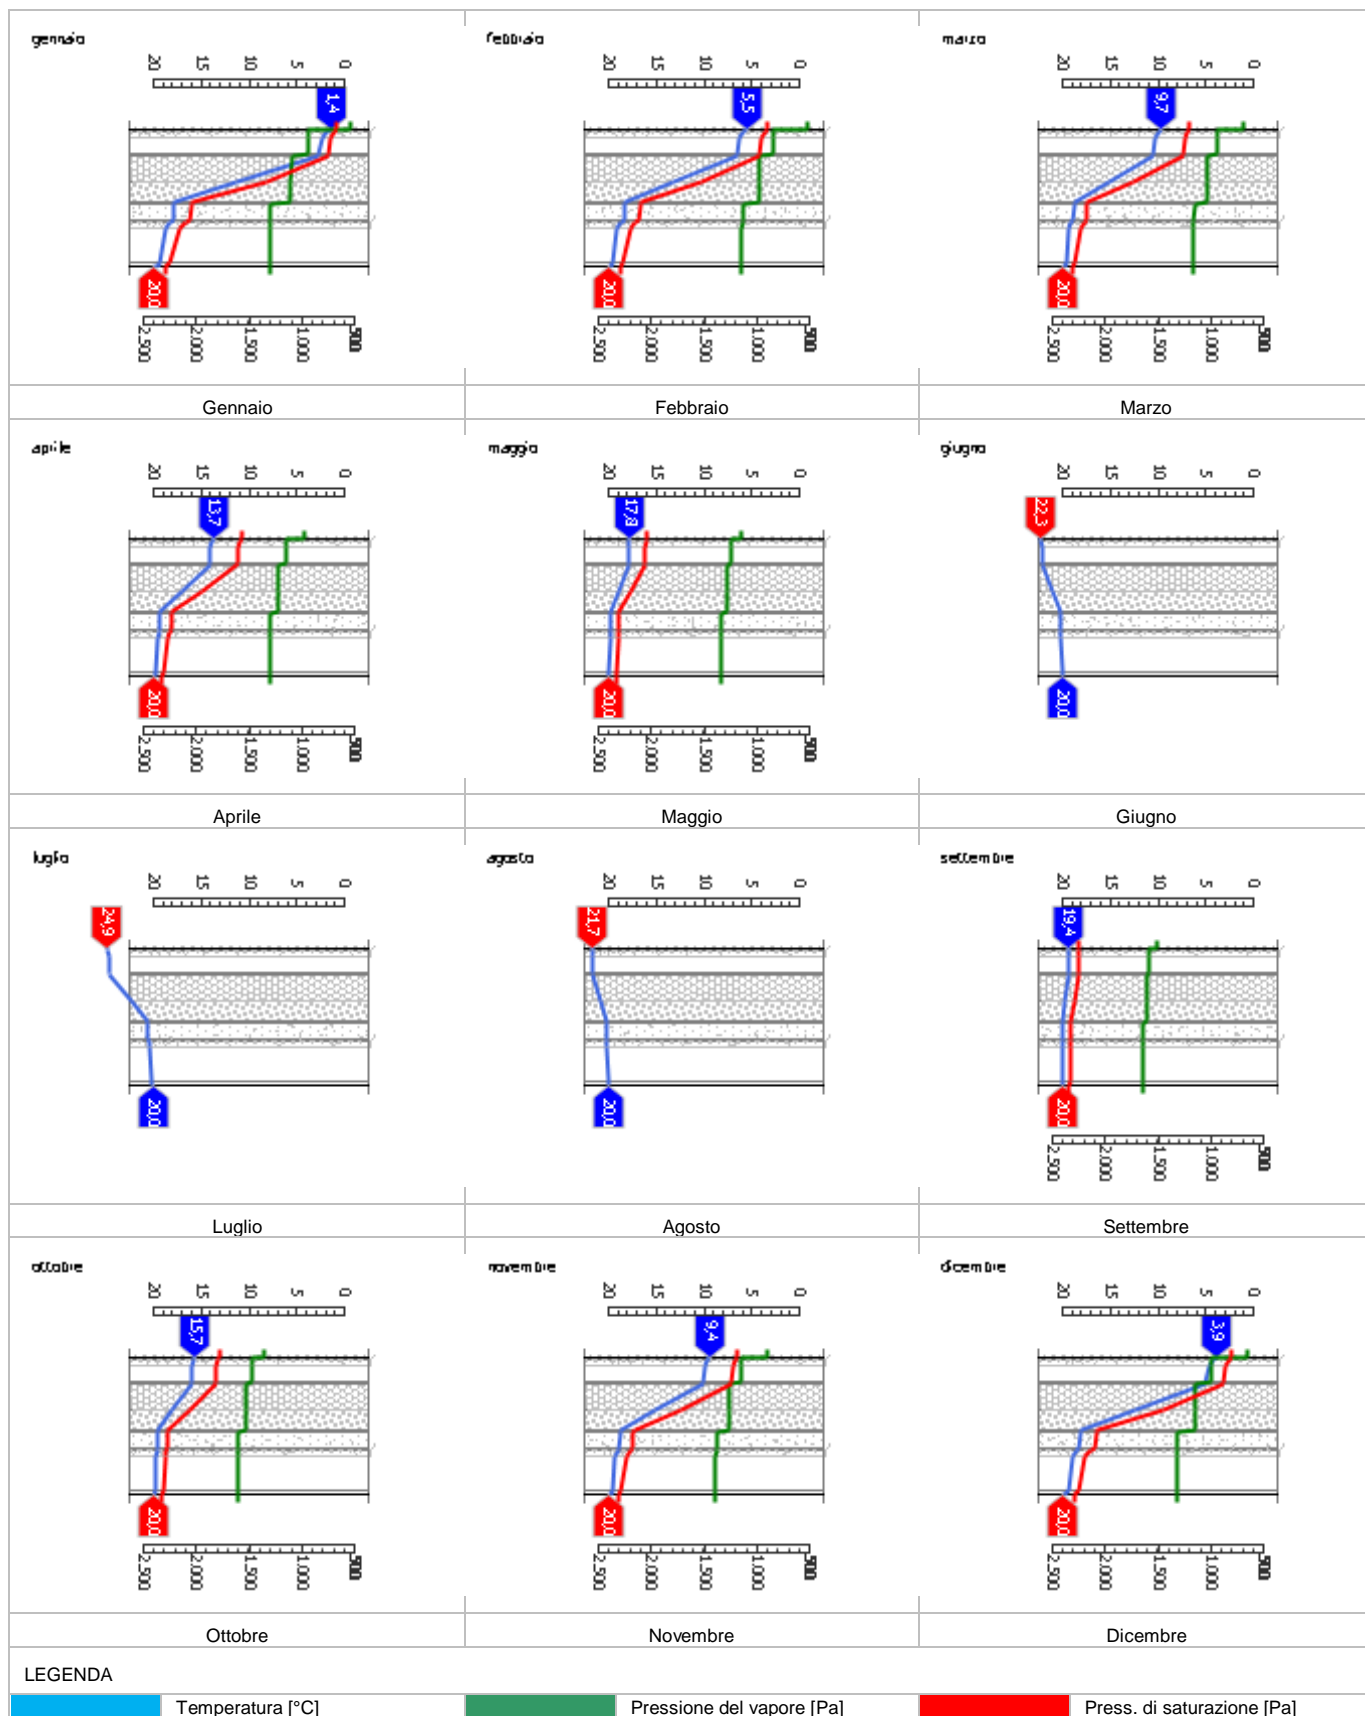 gennaio
febbraio
marzo
20 15 10 5 0
20 15 10 5 0
20 15 10 5 0
1,4
5,5
9,7
20,0
20,0
20,0
2.500 2.000 1.500 1.000 500
2.500 2.000 1.500 1.000 500
2.500 2.000 1.500 1.000 500
Gennaio
Febbraio
Marzo
aprile
maggio
giugno
20 15 10 5 0
20 15 10 5 0
20 15 10 5 0
13,7
17,8
22,3
20,0
20,0
20,0
2.500 2.000 1.500 1.000 500
2.500 2.000 1.500 1.000 500
Aprile
Maggio
Giugno
luglio
agosto
settembre
20 15 10 5 0
20 15 10 5 0
20 15 10 5 0
24,9
21,7
19,4
20,0
20,0
20,0
2.500 2.000 1.500 1.000 500
Luglio
Agosto
Settembre
ottobre
novembre
dicembre
20 15 10 5 0
20 15 10 5 0
20 15 10 5 0
15,7
9,4
3,9
20,0
20,0
20,0
2.500 2.000 1.500 1.000 500
2.500 2.000 1.500 1.000 500
2.500 2.000 1.500 1.000 500
Ottobre
Novembre
Dicembre
LEGENDA
Temperatura [°C]
Pressione del vapore [Pa]
Press. di saturazione [Pa]